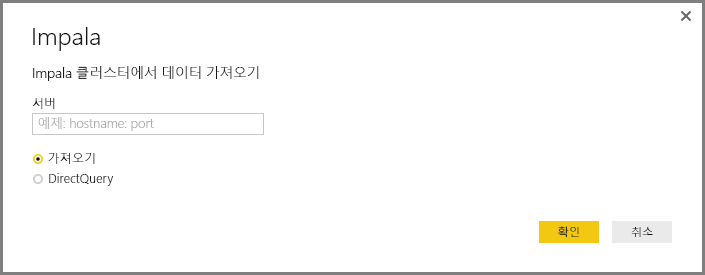 Impala
Impala 클러스터에서 데이터 가져오기
서버
예제: hostname: port
가져오기
DirectQuery
확인 취소